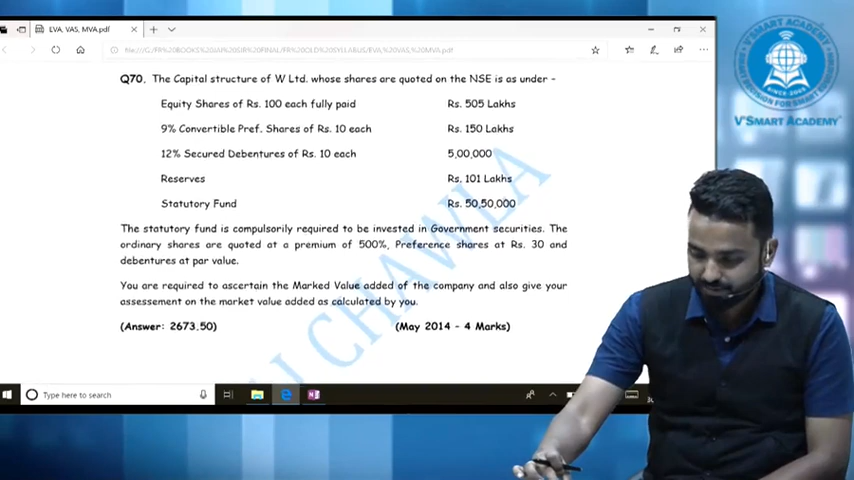 EVA, VAS, MVA.pdf
V'SMART ACADEMY
SINCE-2005
V'SMART ACADEMY
Q70. The Capital structure of W Ltd. whose shares are quoted on the NSE is as under –
Equity Shares of Rs. 100 each fully paid Rs. 505 Lakhs
9% Convertible Pref. Shares of Rs. 10 each Rs. 150 Lakhs
12% Secured Debentures of Rs. 10 each 5,00,000
Reserves Rs. 101 Lakhs
Statutory Fund Rs. 50,50,000
The statutory fund is compulsorily required to be invested in Government securities. The
ordinary shares are quoted at a premium of 500%, Preference shares at Rs. 30 and
debentures at par value.
You are required to ascertain the Marked Value added of the company and also give your
assessment on the market value added as calculated by you.
(Answer: 2673.50) (May 2014 – 4 Marks)
CHAWLA
Type here to search